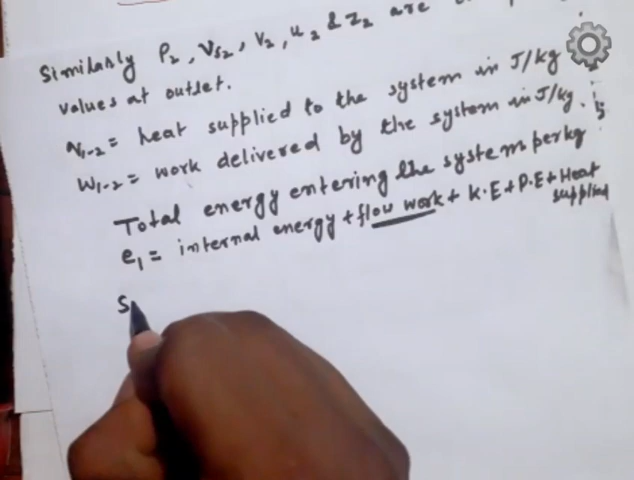 Similarly P2, Vs2, V2, u2 & Z2 are
values at outlet.
q1-2 = heat supplied to the system in J/kg
W1-2 = work delivered by the system in J/kg.
Total energy entering the system per kg
e1 = internal energy + flow work + K.E + P.E + Heat
supplied
S